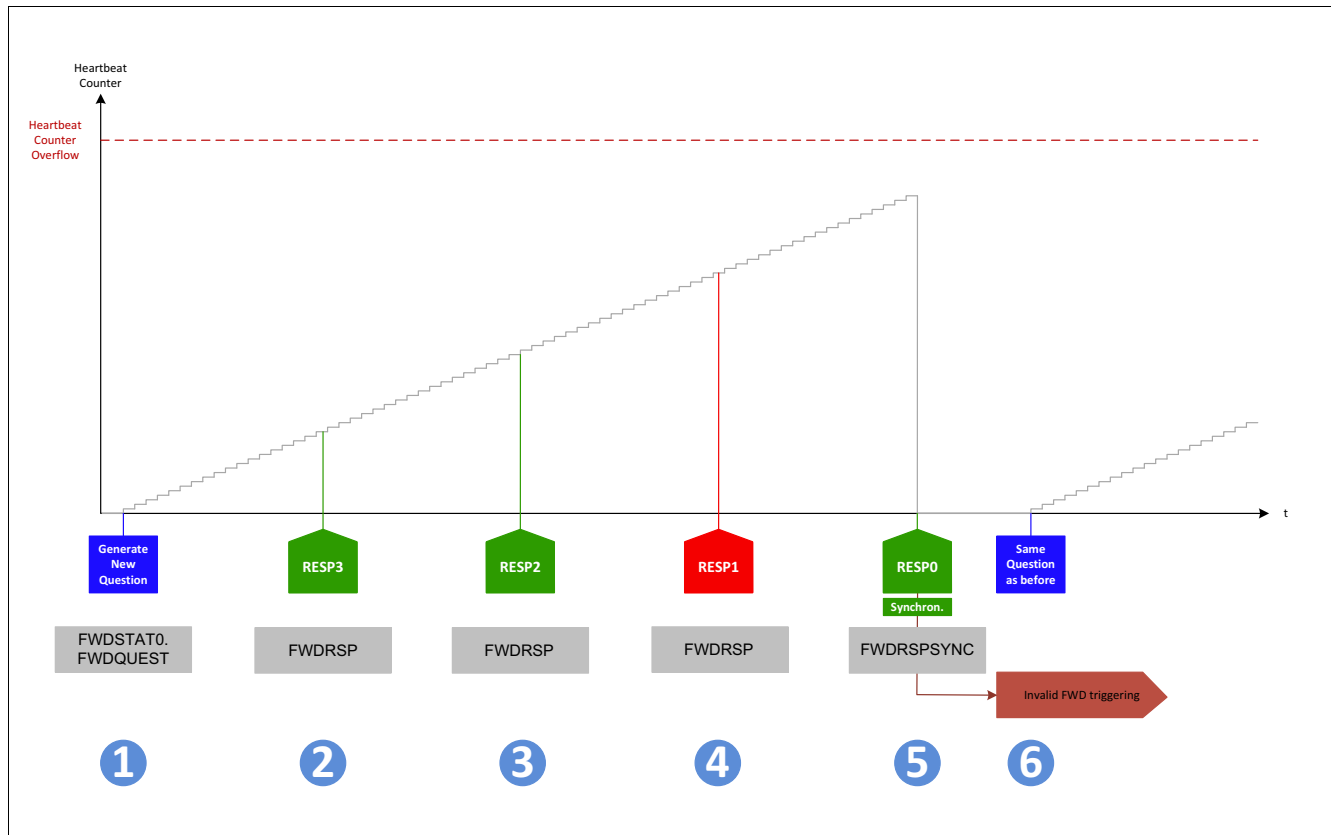 Heartbeat
Counter
Heartbeat
Counter
Overflow
t
Generate
New
Question
RESP3
RESP2
RESP1
RESP0
Same
Question
as before
Synchron.
FWDSTAT0.
FWDQUEST
FWDRSP
FWDRSP
FWDRSP
FWDRSPSYNC
Invalid FWD triggering
1
2
3
4
5
6